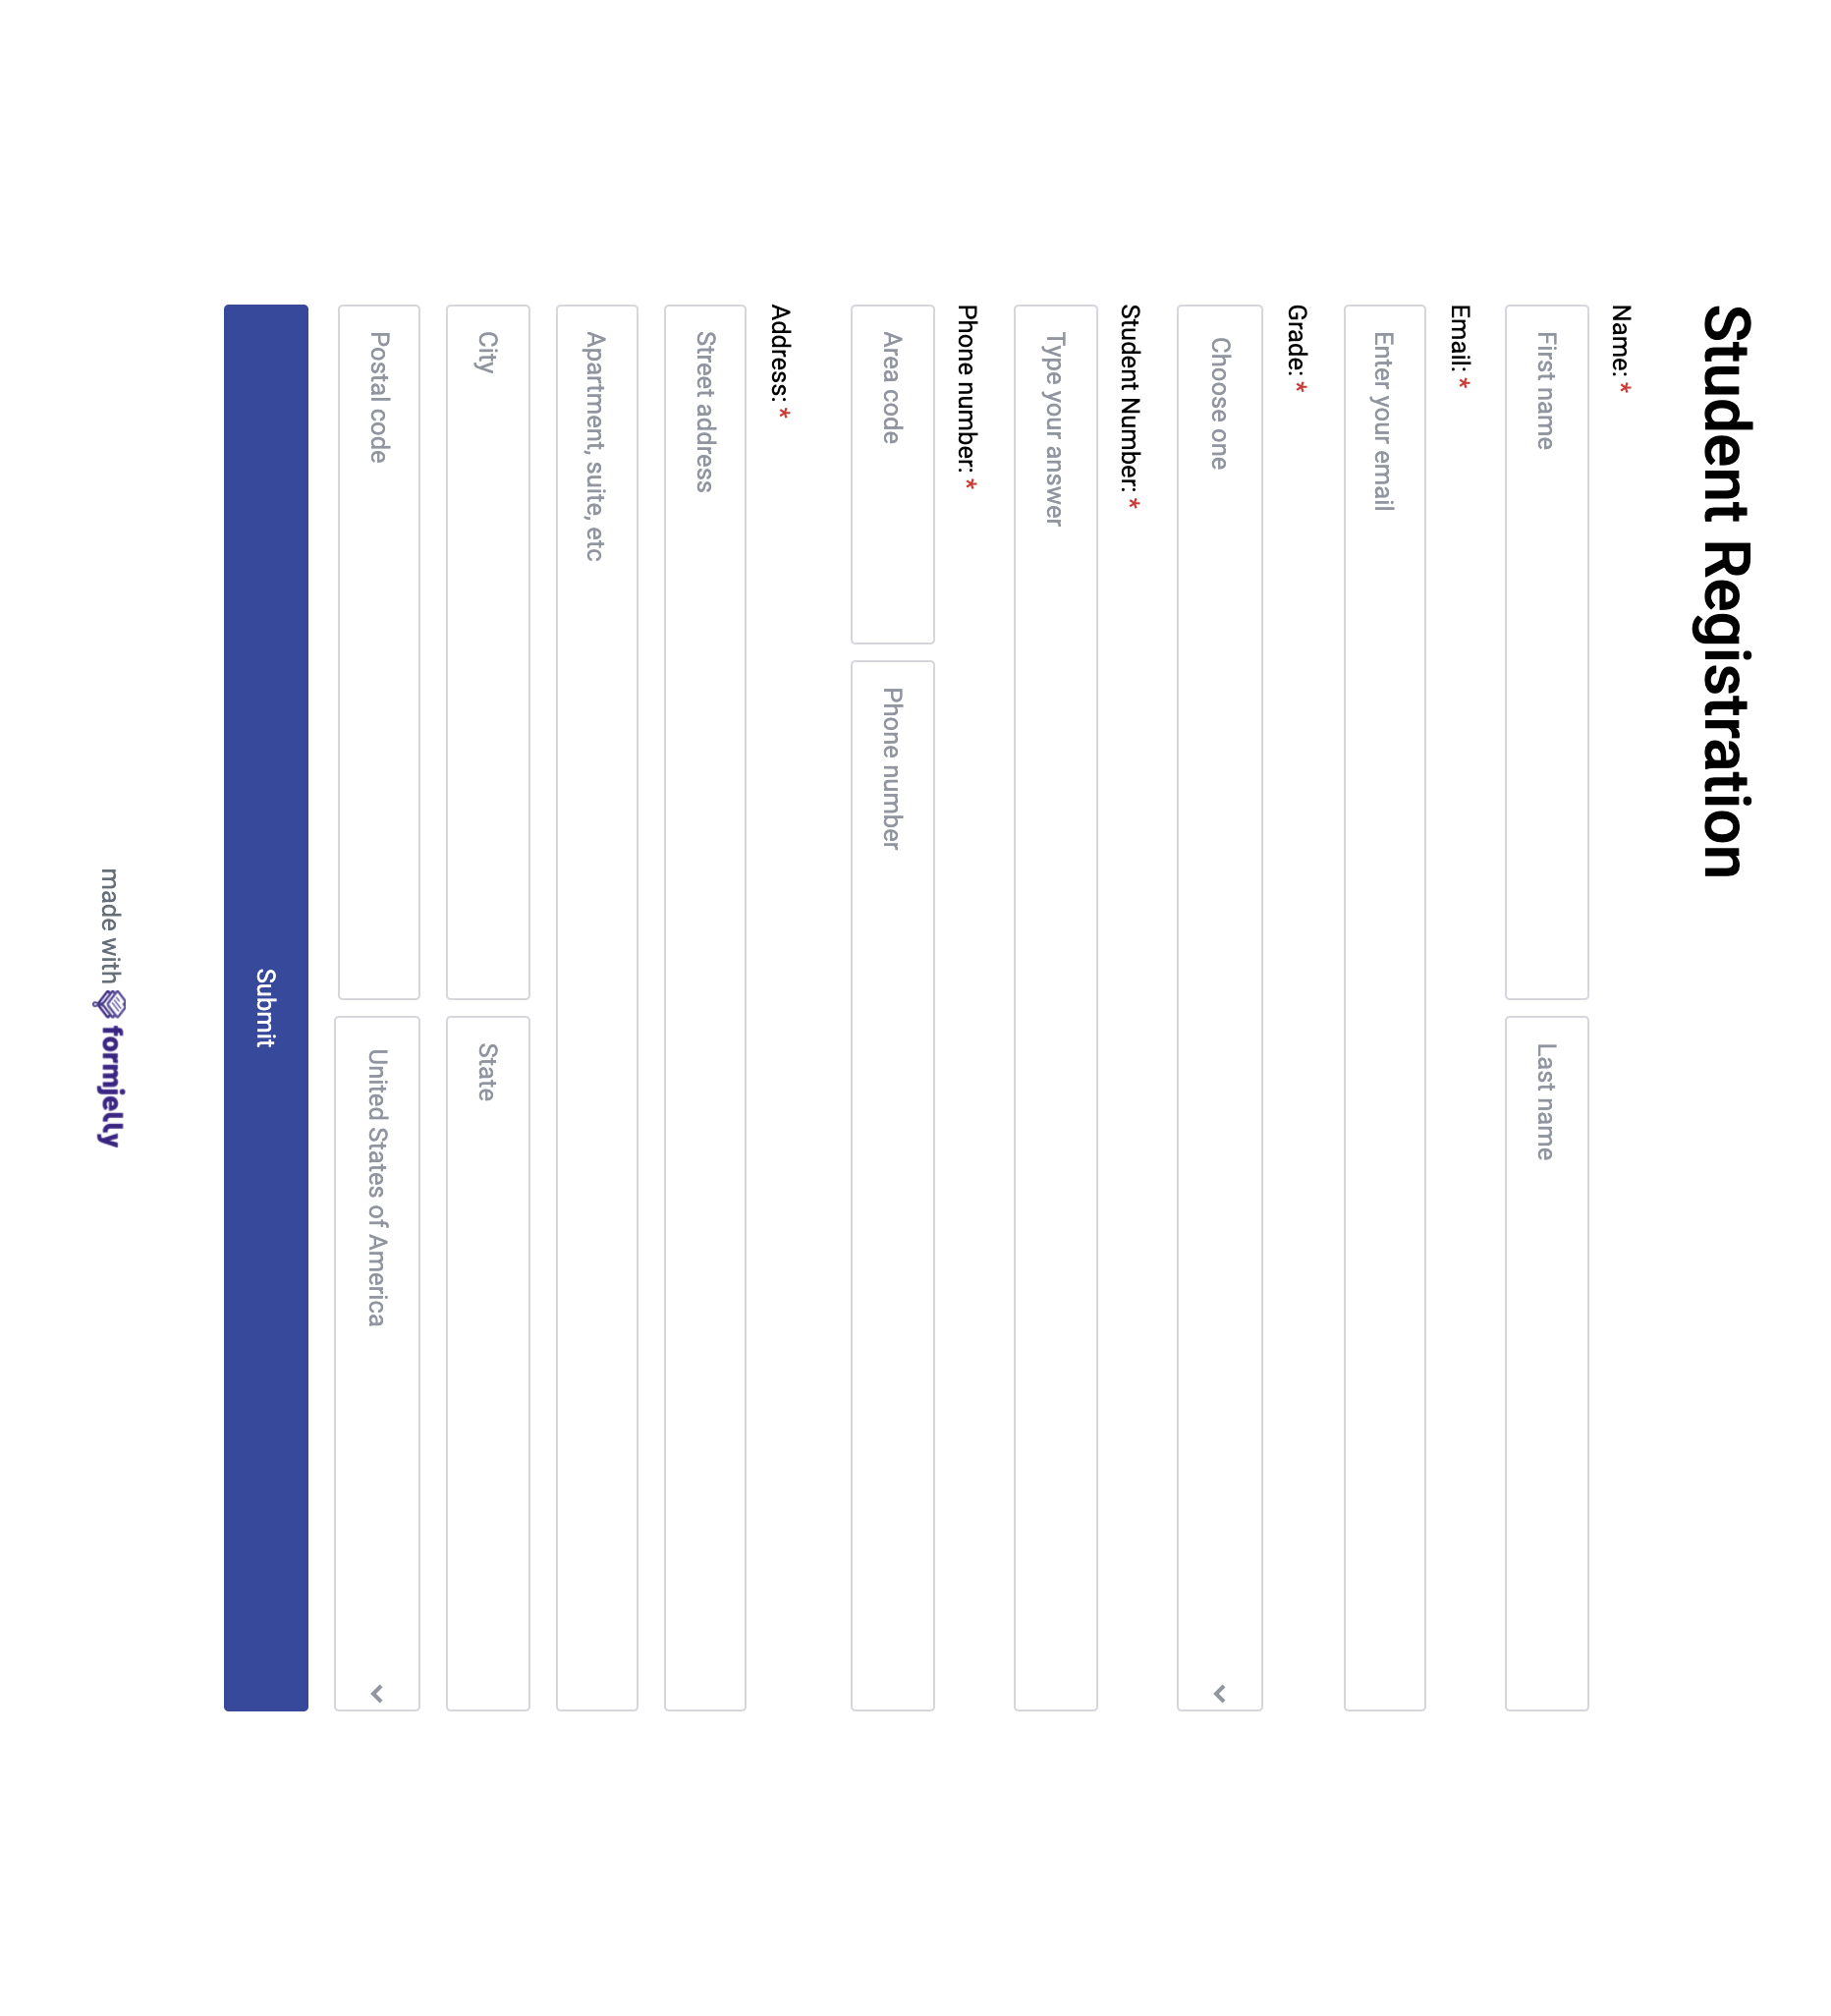 Student Registration
Name: *
First name
Last name
Email: *
Enter your email
Grade: *
Choose one
Student Number: *
Type your answer
Phone number: *
Area code
Phone number
Address: *
Street address
Apartment, suite, etc
City
State
Postal code
United States of America
Submit
made with formjelly